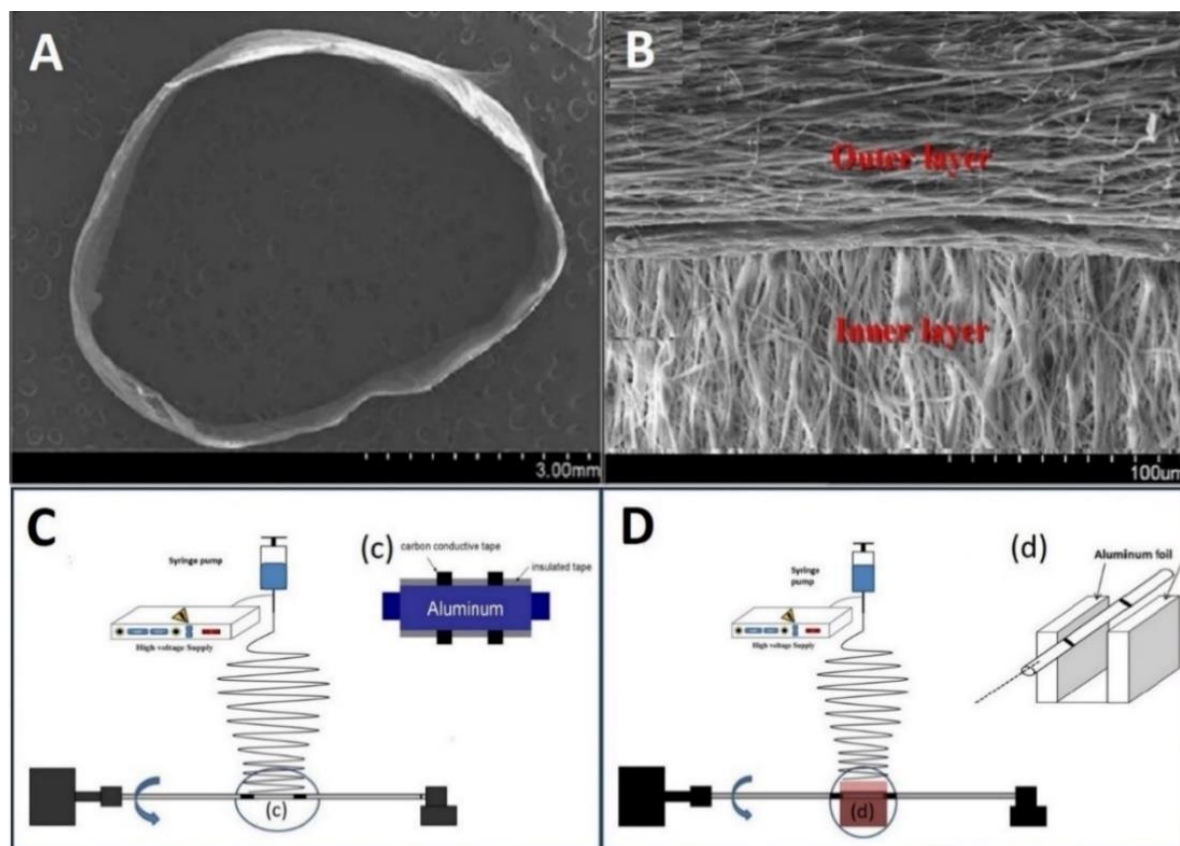 A
B
Outer layer
Inner layer
3.00mm
100um
C
(c)
carbon conductive tape
insulated tape
Syringe pump
Aluminum
High voltage Supply
(c)
D
(d)
Aluminum foil
Syringe
pump
High voltage Supply
(d)